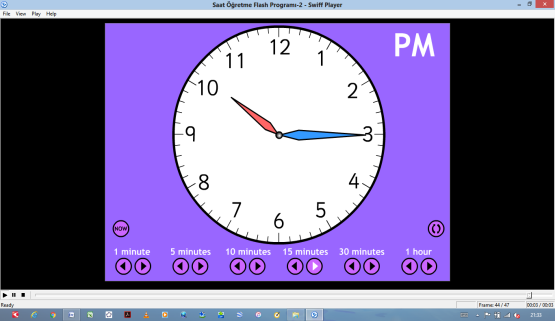 Saat Öğretme Flash Programı-2 - Swiff Player
File View Play Help
PM
12
11 1
10 2
9 3
8 4
7 5
6
NOW
1 minute 5 minutes 10 minutes 15 minutes 30 minutes 1 hour
Ready
Frame: 44 / 47
00:03 / 00:03
21:33